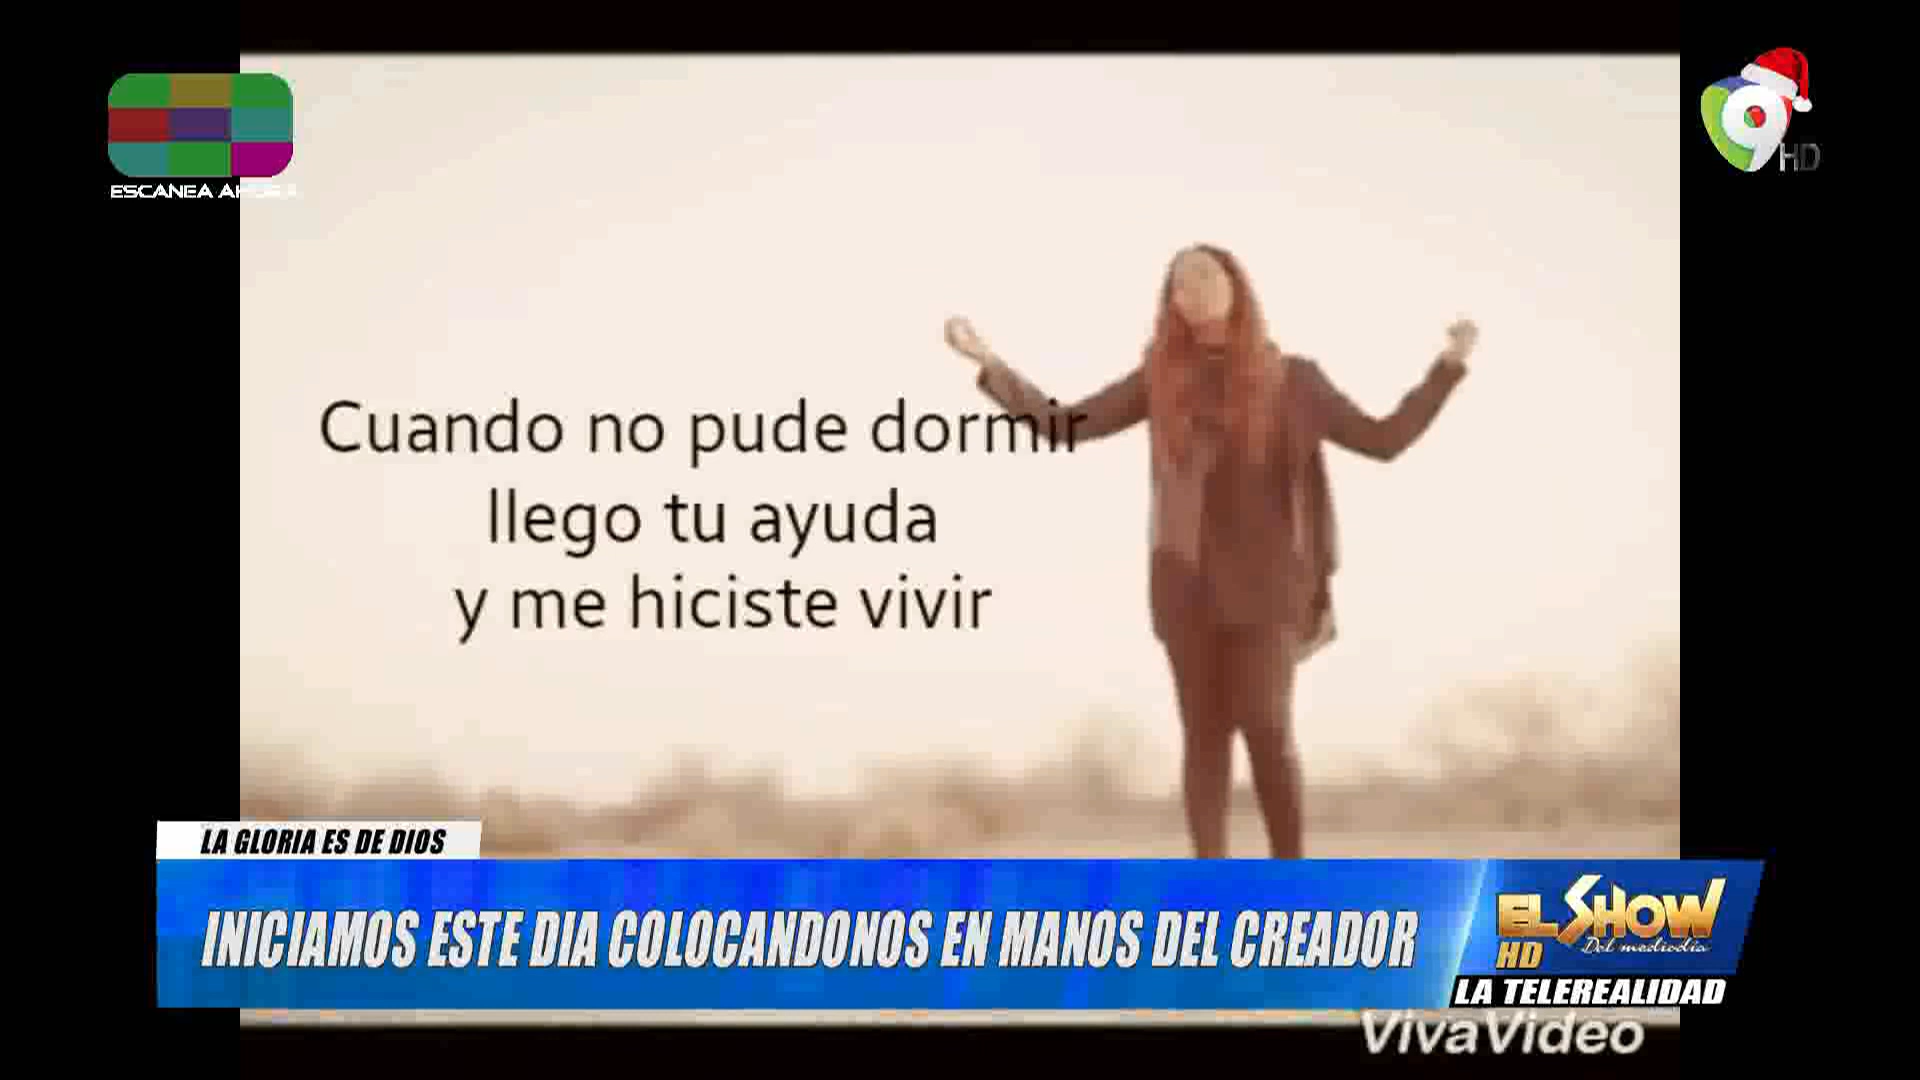 ESCANEA
9
HD
Cuando no pude dormir
llego tu ayuda
y me hiciste vivir
LA GLORIA ES DE DIOS
INICIAMOS ESTE DIA COLOCANDONOS EN MANOS DEL CREADOR
EL SHOW
Del mediodía
HD
LA TELEREALIDAD
VivaVideo